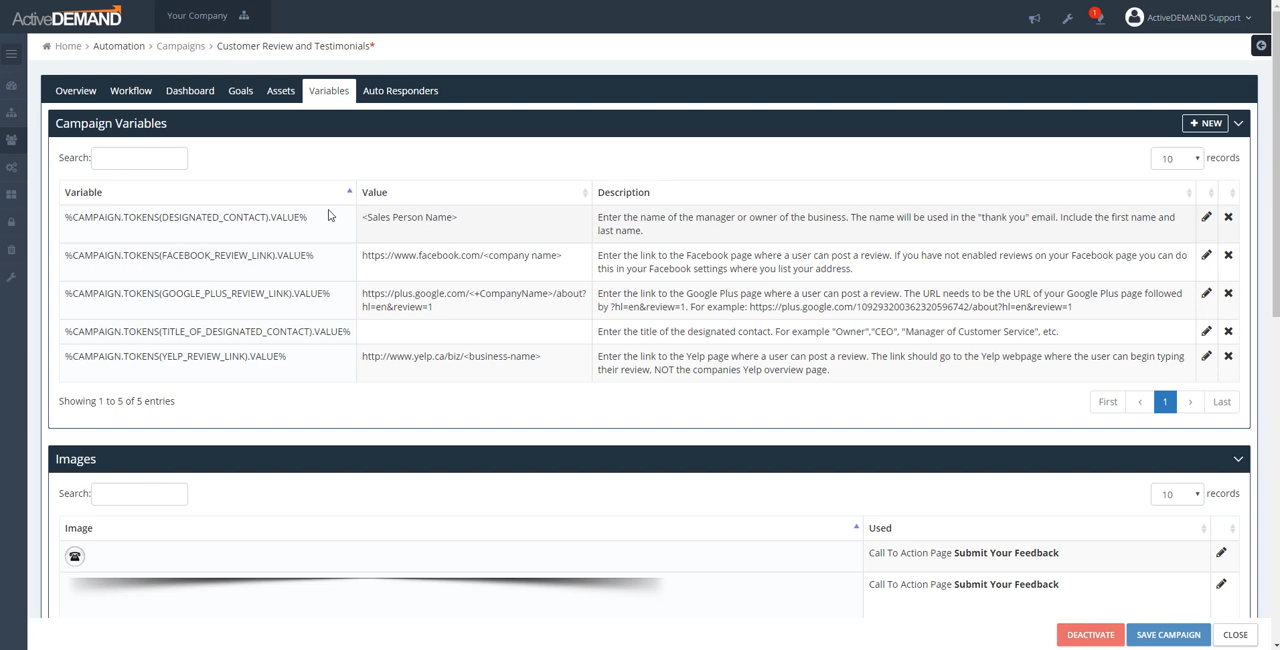 ActiveDEMAND
Your Company
1
ActiveDEMAND Support
Home > Automation > Campaigns > Customer Review and Testimonials*
Overview Workflow Dashboard Goals Assets Variables Auto Responders
Campaign Variables
+ NEW
Search:
10 records
Variable Value Description
%CAMPAIGN.TOKENS(DESIGNATED_CONTACT).VALUE% <Sales Person Name> Enter the name of the manager or owner of the business. The name will be used in the "thank you" email. Include the first name and
last name.
%CAMPAIGN.TOKENS(FACEBOOK_REVIEW_LINK).VALUE% https://www.facebook.com/<company name> Enter the link to the Facebook page where a user can post a review. If you have not enabled reviews on your Facebook page you can do
this in your Facebook settings where you list your address.
%CAMPAIGN.TOKENS(GOOGLE_PLUS_REVIEW_LINK).VALUE% https://plus.google.com/<+CompanyName>/about? Enter the link to the Google Plus page where a user can post a review. The URL needs to be the URL of your Google Plus page followed
hl=en&review=1 by ?hl=en&review=1. For example: https://plus.google.com/109293200362320596742/about?hl=en&review=1
%CAMPAIGN.TOKENS(TITLE_OF_DESIGNATED_CONTACT).VALUE% Enter the title of the designated contact. For example "Owner","CEO", "Manager of Customer Service", etc.
%CAMPAIGN.TOKENS(YELP_REVIEW_LINK).VALUE% http://www.yelp.ca/biz/<business-name> Enter the link to the Yelp page where a user can post a review. The link should go to the Yelp webpage where the user can begin typing
their review, NOT the companies Yelp overview page.
Showing 1 to 5 of 5 entries
First < 1 > Last
Images
Search:
10 records
Image Used
Call To Action Page Submit Your Feedback
Call To Action Page Submit Your Feedback
DEACTIVATE SAVE CAMPAIGN CLOSE